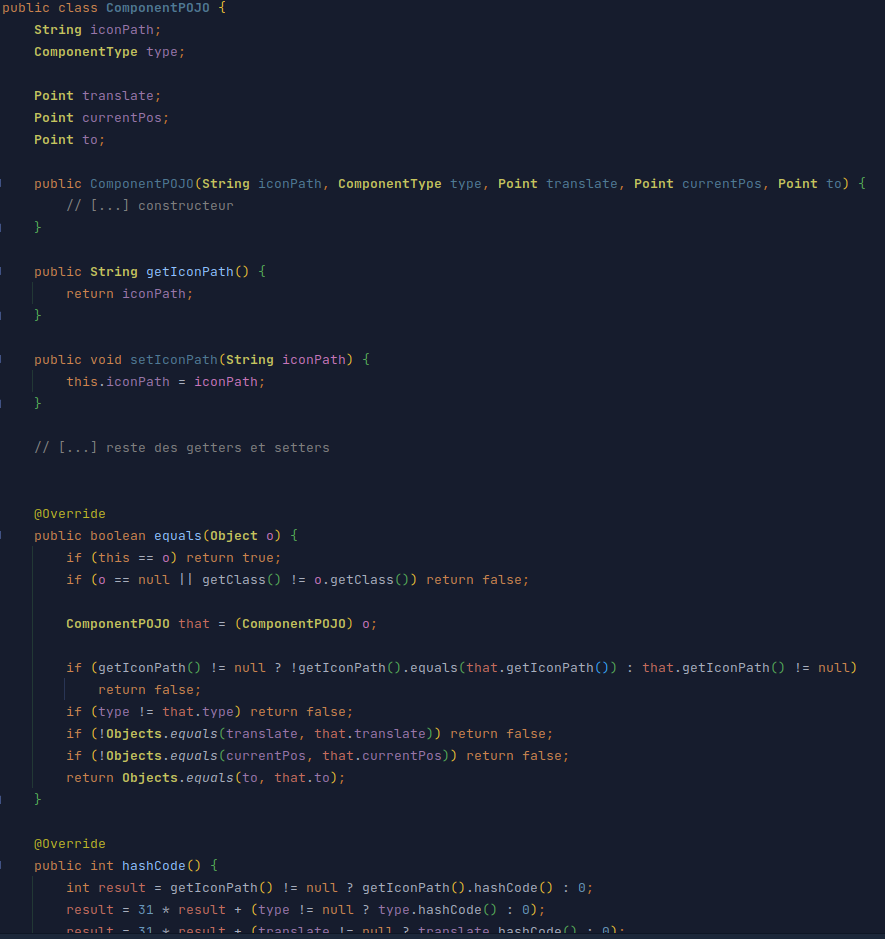 public class ComponentPOJO {
String iconPath;
ComponentType type;
Point translate;
Point currentPos;
Point to;
public ComponentPOJO(String iconPath, ComponentType type, Point translate, Point currentPos, Point to) {
// [...] constructeur
}
public String getIconPath() {
return iconPath;
}
public void setIconPath(String iconPath) {
this.iconPath = iconPath;
}
// [...] reste des getters et setters
@Override
public boolean equals(Object o) {
if (this == o) return true;
if (o == null || getClass() != o.getClass()) return false;
ComponentPOJO that = (ComponentPOJO) o;
if (getIconPath() != null ? !getIconPath().equals(that.getIconPath()) : that.getIconPath() != null)
return false;
if (type != that.type) return false;
if (!Objects.equals(translate, that.translate)) return false;
if (!Objects.equals(currentPos, that.currentPos)) return false;
return Objects.equals(to, that.to);
}
@Override
public int hashCode() {
int result = getIconPath() != null ? getIconPath().hashCode() : 0;
result = 31 * result + (type != null ? type.hashCode() : 0);
result = 31 * result + (translate != null ? translate.hashCode() : 0);